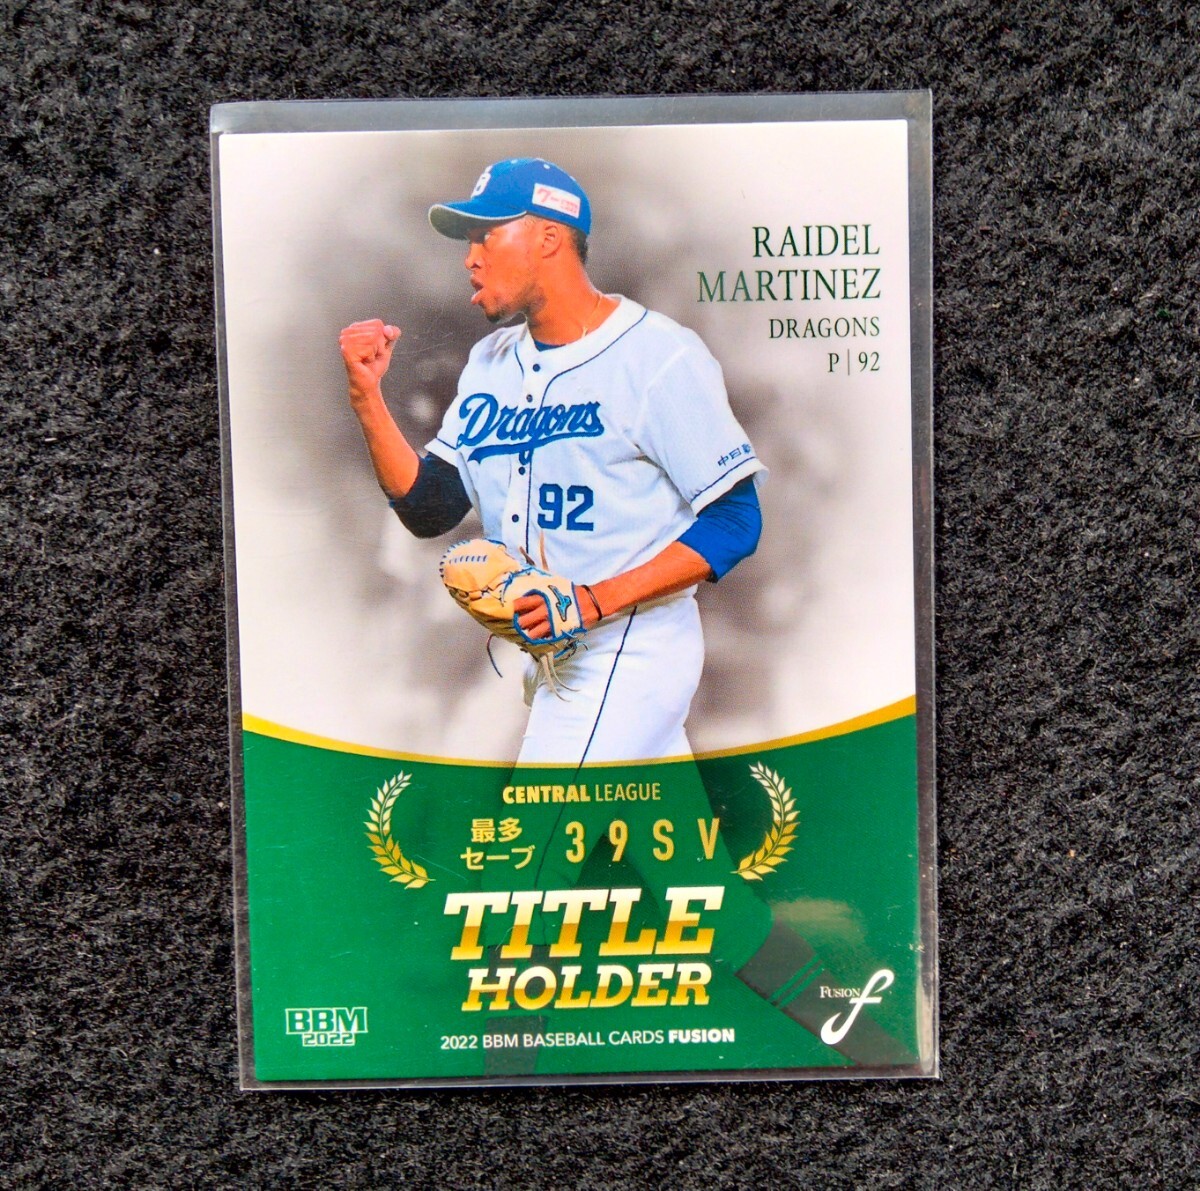 RAIDEL
MARTINEZ
DRAGONS
P | 92
Dragons
92
CENTRAL LEAGUE
最多
セーブ
39SV
TITLE
HOLDER
BBM
2022
2022 BBM BASEBALL CARDS FUSION
FUSION